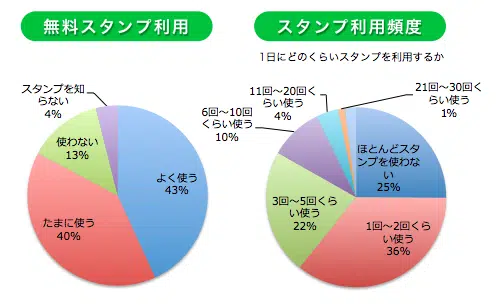 無料スタンプ利用
スタンプを知
らない
4%
使わない
13%
よく使う
43%
たまに使う
40%
スタンプ利用頻度
1日にどのくらいスタンプを利用するか
11回～20回く
らい使う
4%
21～30回く
らい使う
1%
6回～10回
くらい使う
10%
ほとんどスタ
ンプを使わな
い
25%
3回～5回くら
い使う
22%
1回～2回くら
い使う
36%